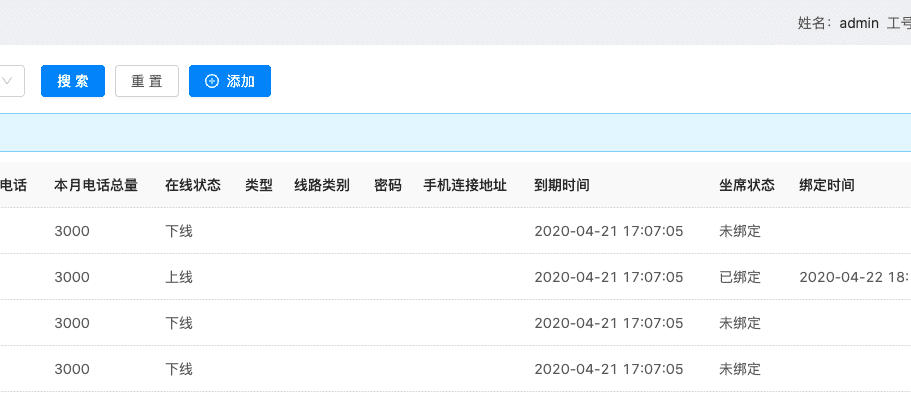 姓名：admin 工号
搜 索 重 置 添加
电话 本月电话总量 在线状态 类型 线路类别 密码 手机连接地址 到期时间 坐席状态 绑定时间
3000 下线 2020-04-21 17:07:05 未绑定
3000 上线 2020-04-21 17:07:05 已绑定 2020-04-22 18:
3000 下线 2020-04-21 17:07:05 未绑定
3000 下线 2020-04-21 17:07:05 未绑定